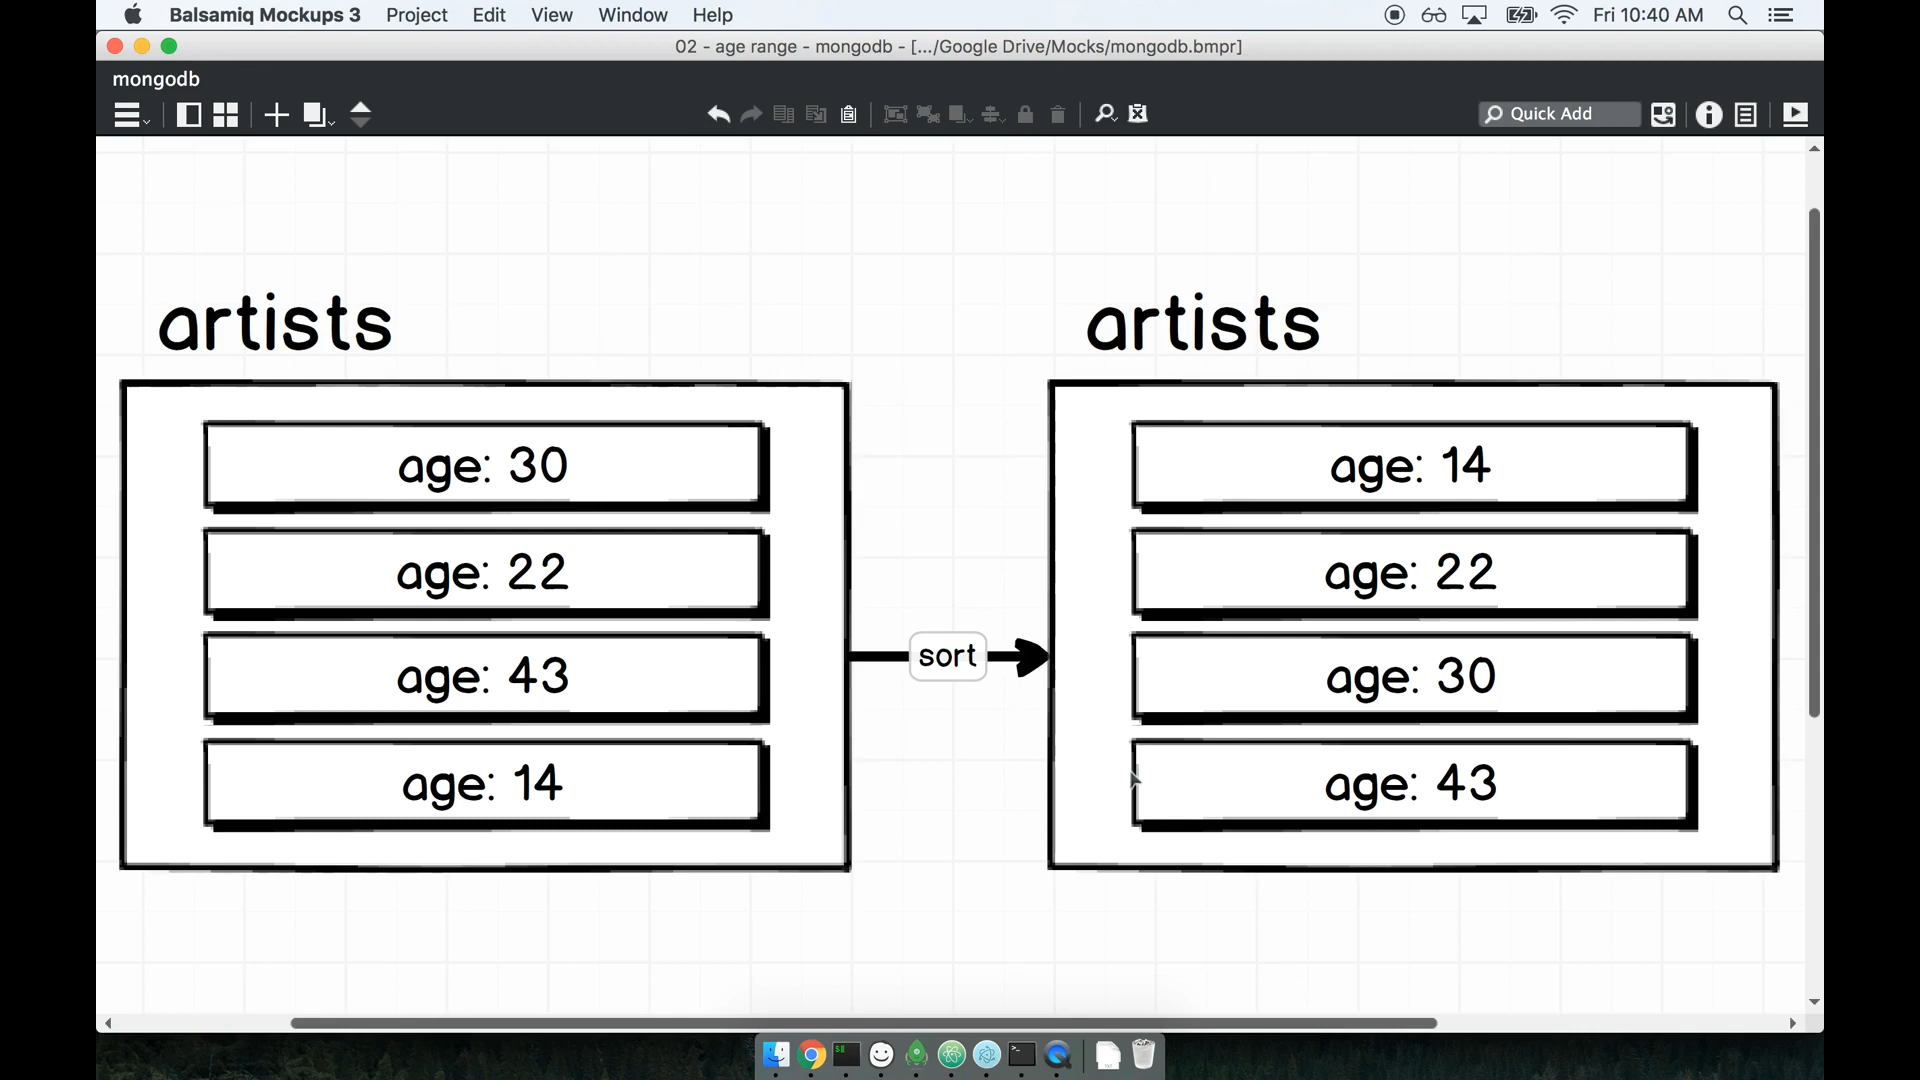 Balsamiq Mockups 3 Project Edit View Window Help Fri 10:40 AM
02 - age range - mongodb - [.../Google Drive/Mocks/mongodb.bmpr]
mongodb
Quick Add
artists
age: 30
age: 22
age: 43
age: 14
sort
artists
age: 14
age: 22
age: 30
age: 43